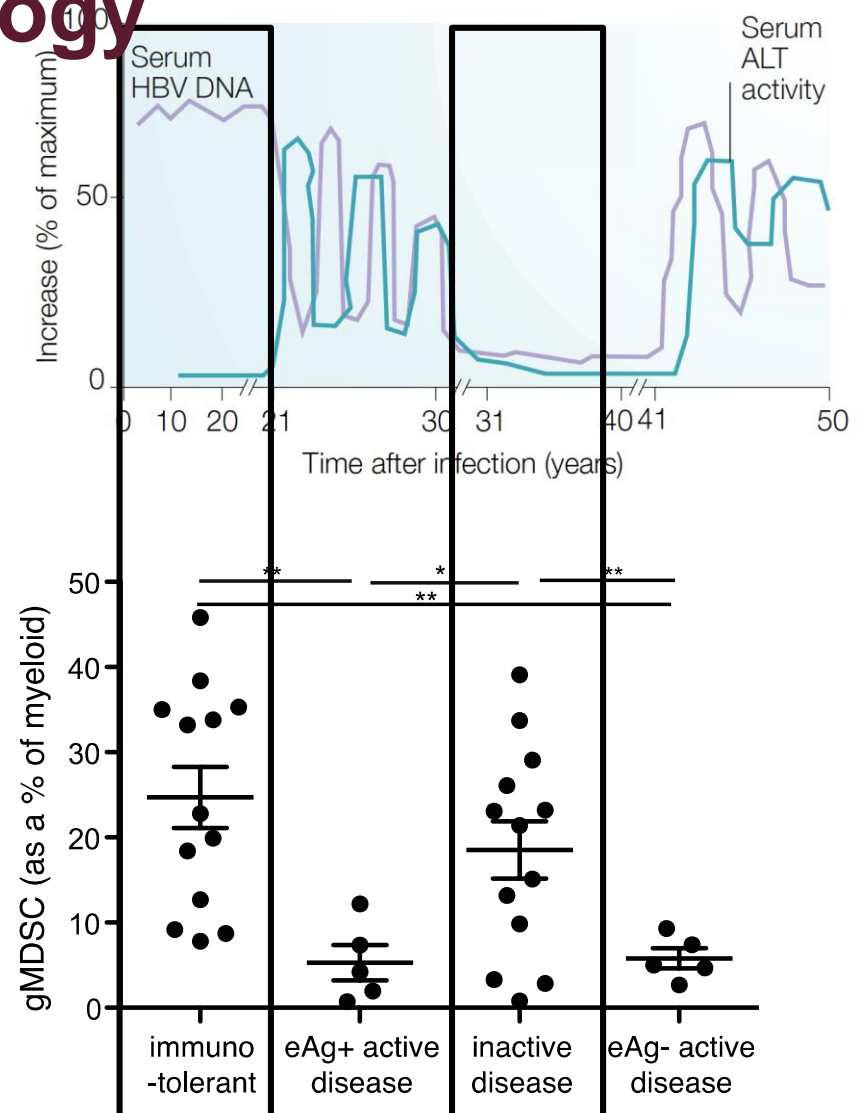 ology
100
Serum
HBV DNA
Serum
ALT
activity
Increase (% of maximum)
50
0
0 10 20 21 30 31 40 41 50
Time after infection (years)
** * **
**
gMDSC (as a % of myeloid)
50
40
30
20
10
0
immuno
-tolerant
eAg+ active
disease
inactive
disease
eAg- active
disease